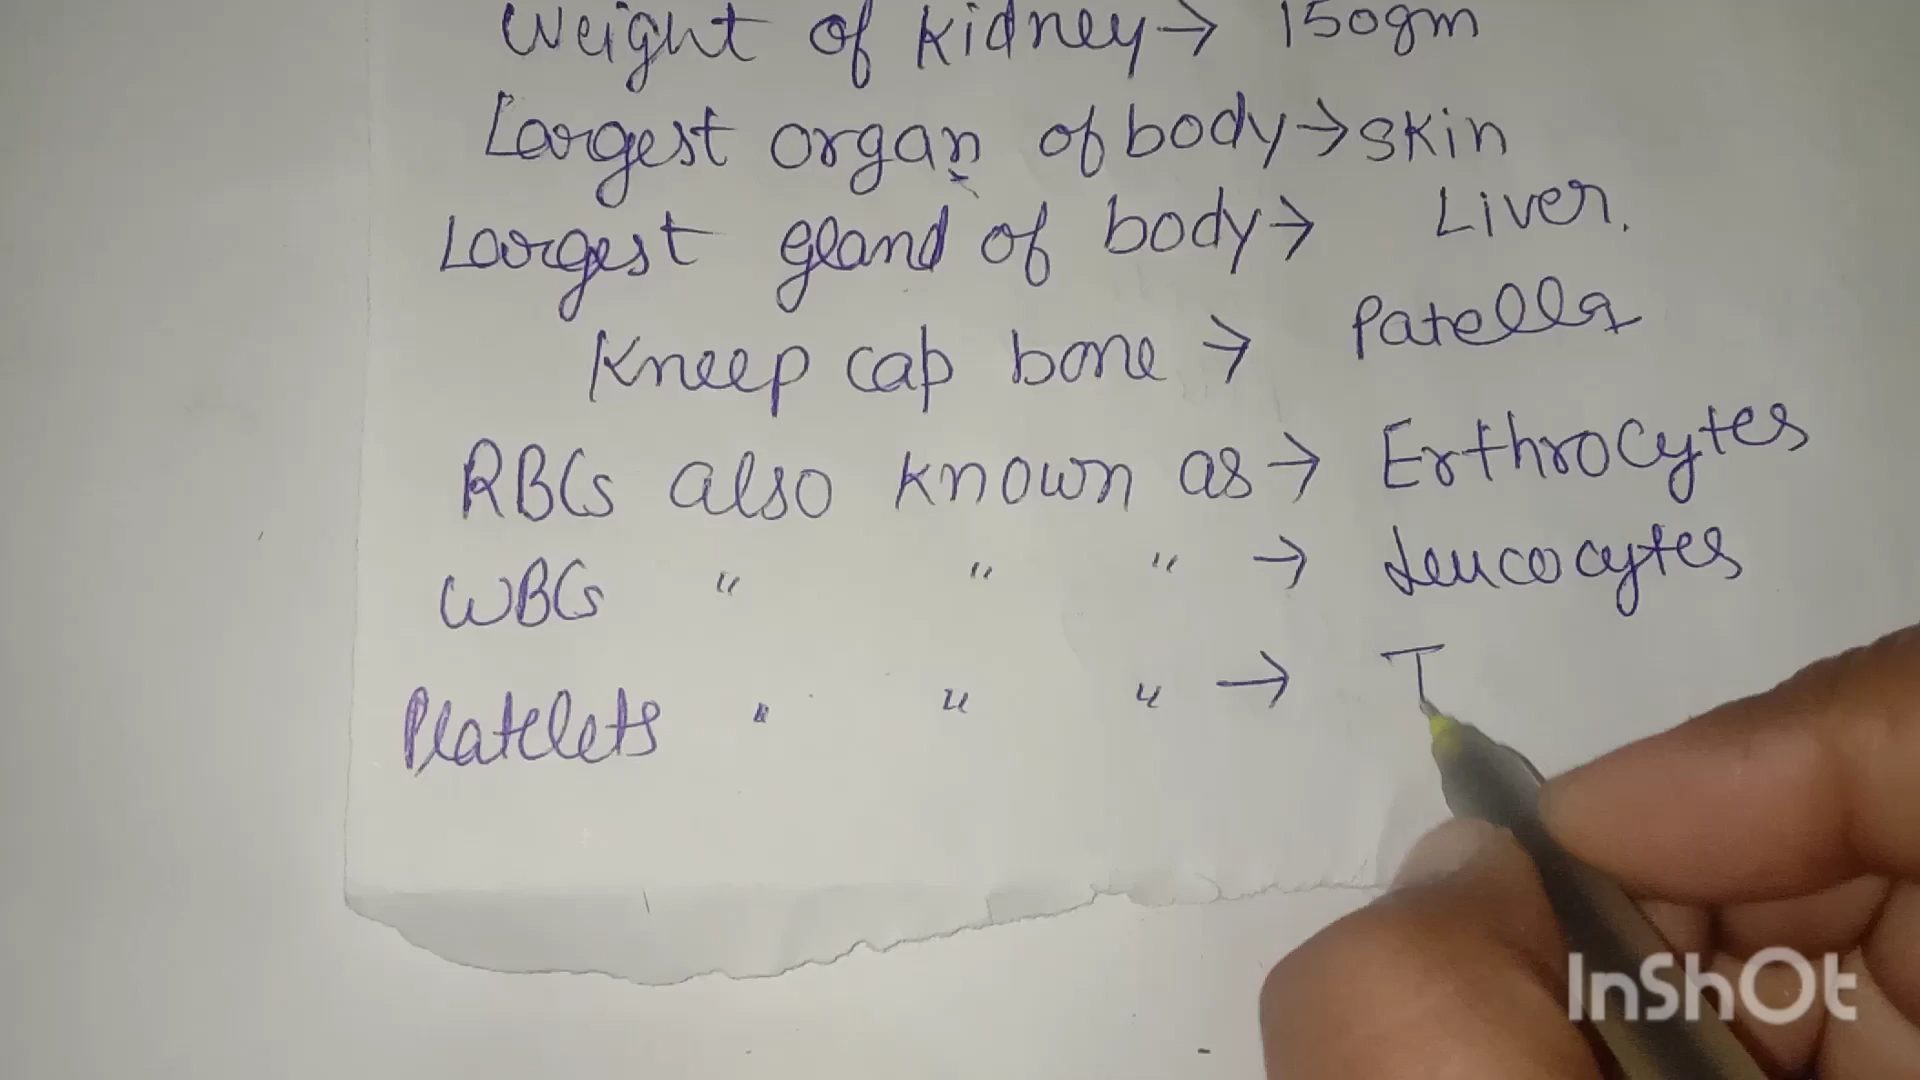 Weight of kidney → 150gm
Largest organ of body → skin
Largest gland of body → Liver.
Kneep cap bone → Patella
RBCs also known as → Erthrocytes
WBCs " " " → Leucocytes
Platelets " " " → T
InShOt